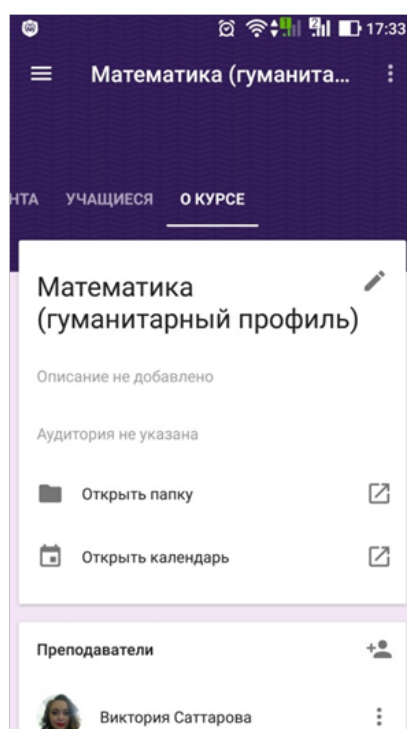 17:33
Математика (гуманита...
НТА УЧАЩИЕСЯ О КУРСЕ
Математика
(гуманитарный профиль)
Описание не добавлено
Аудитория не указана
Открыть папку
Открыть календарь
Преподаватели
Виктория Саттарова